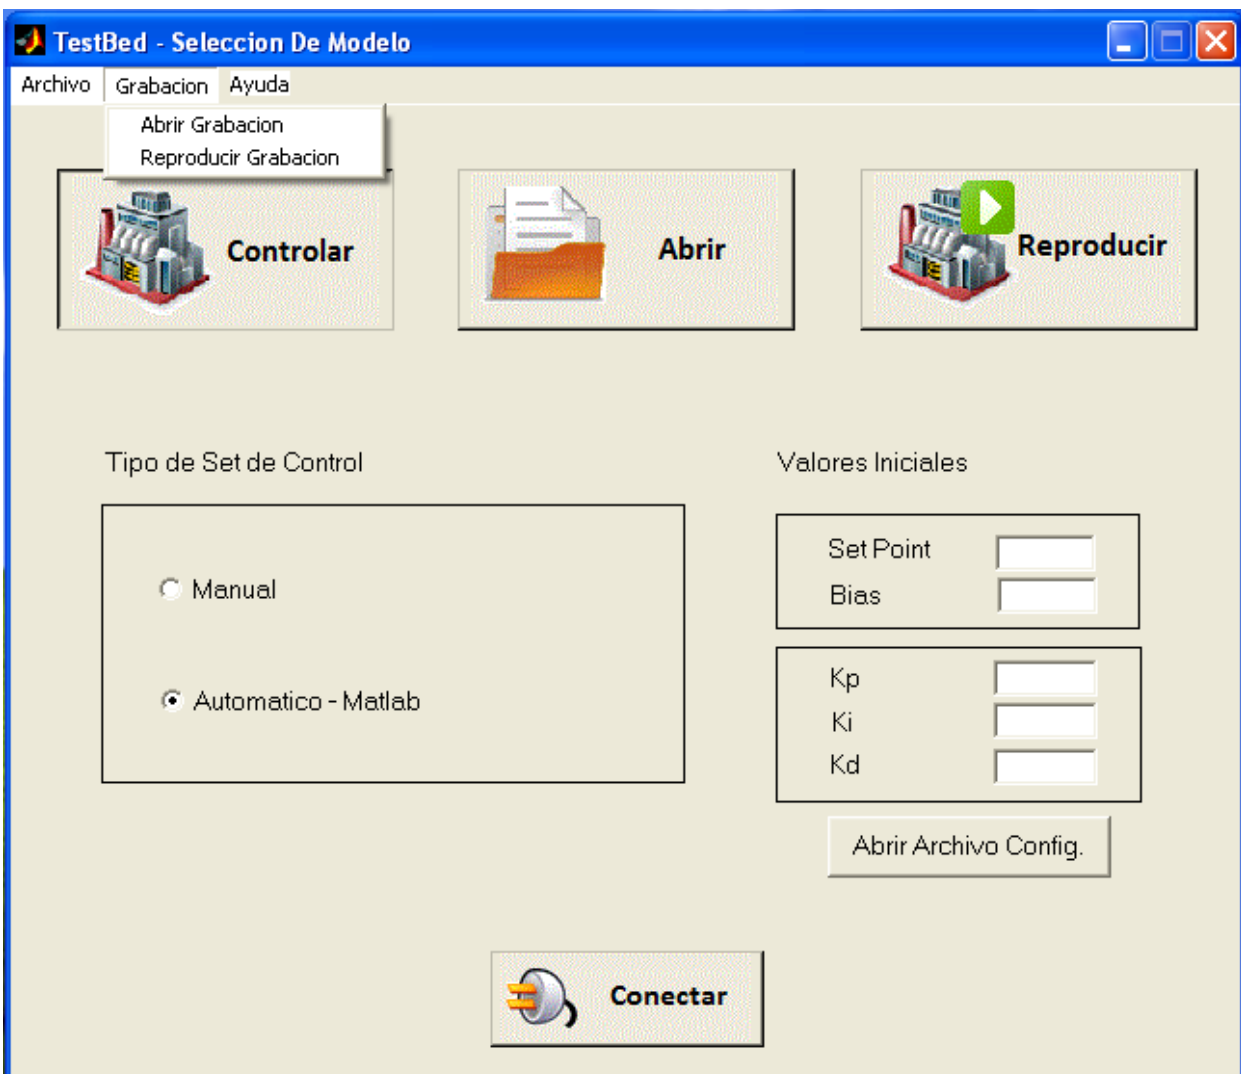 TestBed - Seleccion De Modelo
Archivo Grabacion Ayuda
Abrir Grabacion
Reproducir Grabacion
Controlar Abrir Reproducir
Tipo de Set de Control Valores Iniciales
Set Point
Manual Bias
Kp
Automatico - Matlab Ki
Kd
Abrir Archivo Config.
Conectar